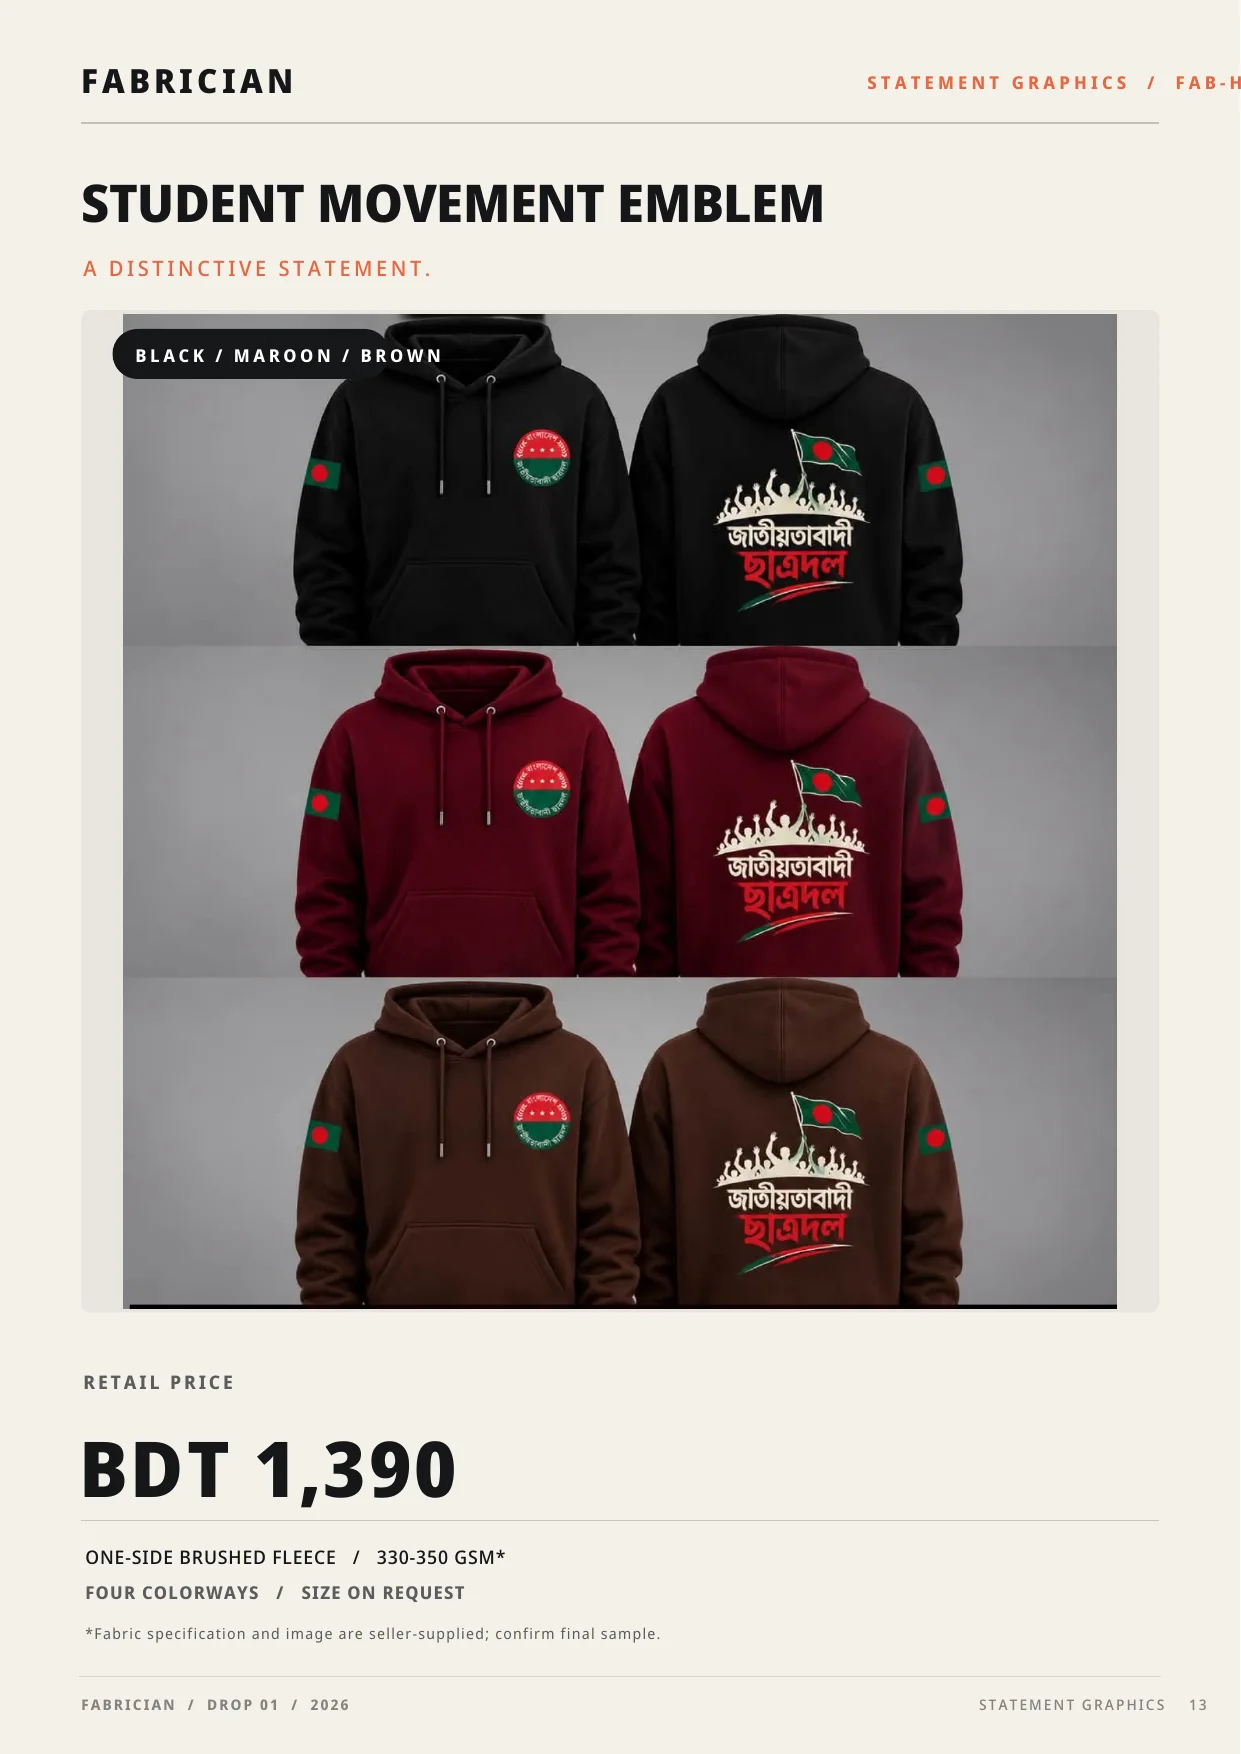 FABRICIAN
STATEMENT GRAPHICS / FAB-H
STUDENT MOVEMENT EMBLEM
A DISTINCTIVE STATEMENT.
BLACK / MAROON / BROWN
জাতীয়তাবাদী
ছাত্রদল
জাতীয়তাবাদী
ছাত্রদল
জাতীয়তাবাদী
ছাত্রদল
RETAIL PRICE
BDT 1,390
ONE-SIDE BRUSHED FLEECE / 330-350 GSM*
FOUR COLORWAYS / SIZE ON REQUEST
*Fabric specification and image are seller-supplied; confirm final sample.
FABRICIAN / DROP 01 / 2026
STATEMENT GRAPHICS 13